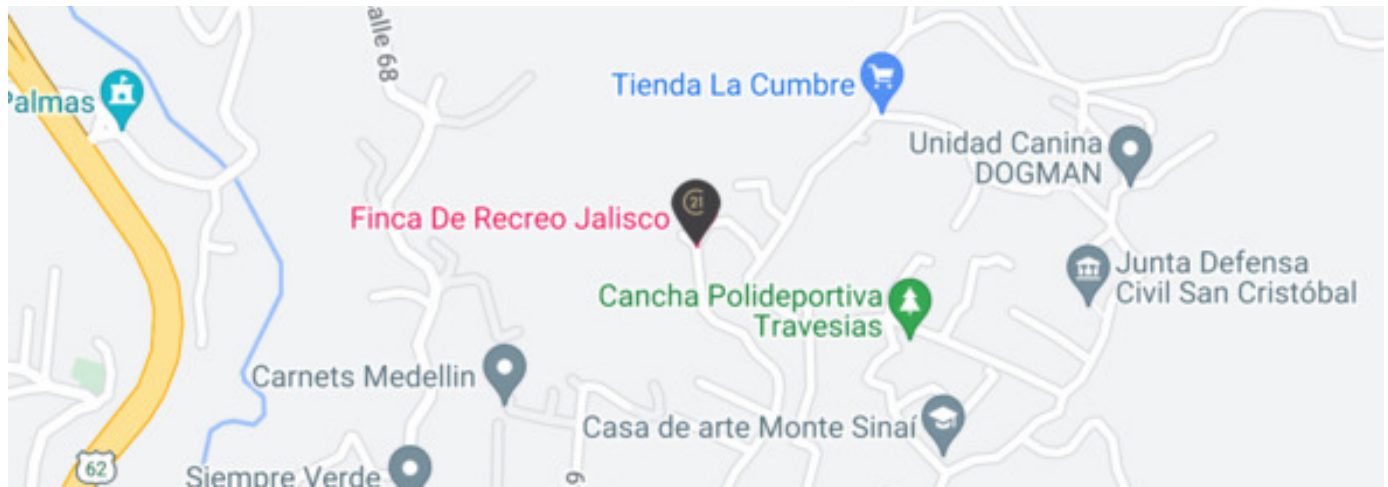 alle 68
Tienda La Cumbre
Palmas
Unidad Canina
DOGMAN
21
Finca De Recreo Jalisco
Junta Defensa
Civil San Cristóbal
Cancha Polideportiva
Travesias
Carnets Medellin
Casa de arte Monte Sinaí
62
Siempre Verde
6